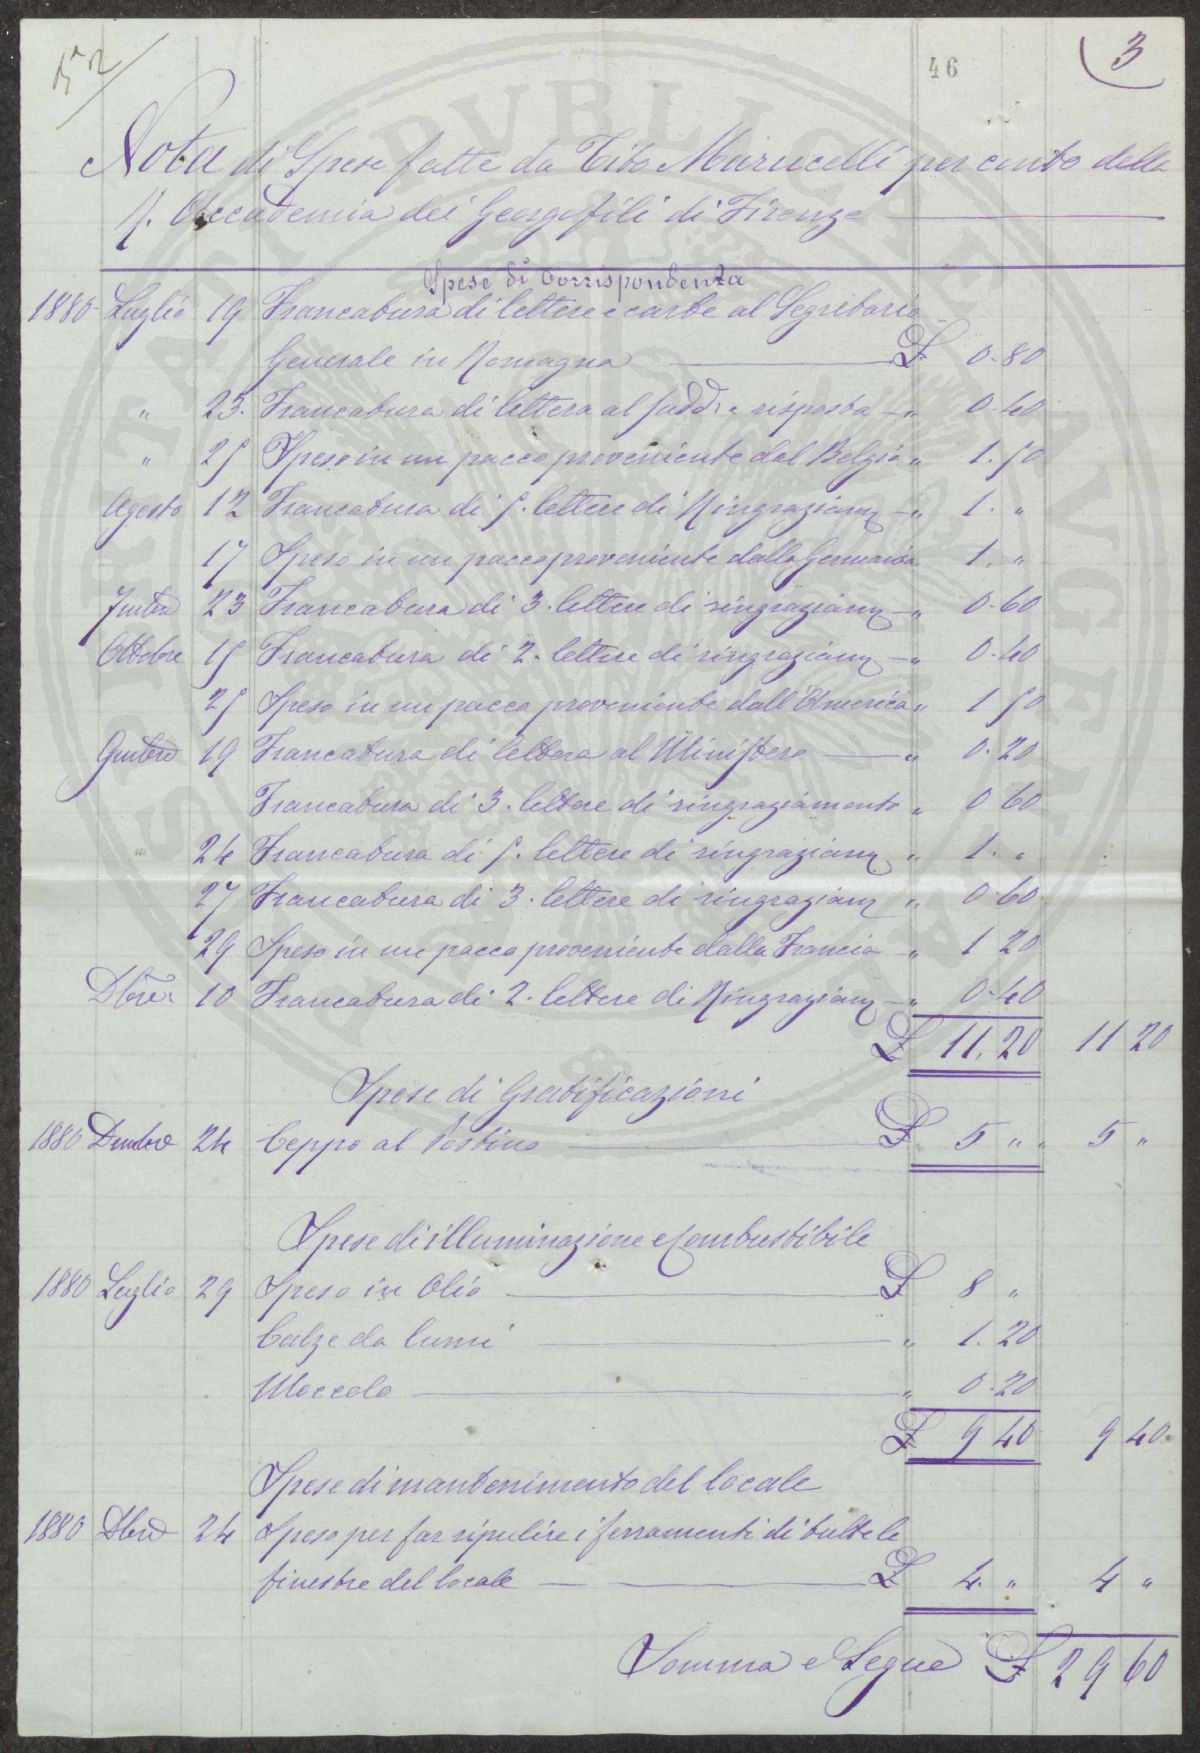 52
46
3
Nota di Spese fatte da Tito Marucelli per conto della
R. Accademia dei Georgofili di Firenze
Spese di Corrispondenza
1880 Luglio 19 Francatura di lettere e carte al Segretario
Generale in Romagna £ 0.80
" 23. Francatura di lettera al sudd.e risposta " 0.40
" 25 Speso in un pacco proveniente dal Belgio " 1.50
Agosto 12 Francatura di 5. lettere di Ringraziam " 1. "
17 Speso in un pacco proveniente dalla Germania 1. "
7mbre 23 Francatura di 3. lettere di ringraziam " 0.60
Ottobre 15 Francatura di 2. lettere di ringraziam " 0.40
25 Speso in un pacco proveniente dall'America " 1 50
9mbre 19 Francatura di lettera al Ministero " 0.20
Francatura di 3. lettere di ringraziamento " 0 60
24 Francatura di 5. lettere di ringraziam " 1. "
27 Francatura di 3. lettere di ringraziam " 0.60
29 Speso in un pacco proveniente dalla Francia " 1 20
Dbre 10 Francatura di 2. lettere di Ringraziam " 0.40
£ 11.20 11 20
Spese di Gratificazioni
1880 Dmbre 24 Ceppo al Postino £ 5 " " 5 "
Spese di illuminazione e Combustibile
1880 Luglio 29 Speso in Olio £ 8 "
Calze da lumi " 1.20
Moccolo " 0.20
£ 9 40 9 40
Spese di mantenimento del locale
1880 Dbre 24 Speso per far ripulire i ferramenti di tutte le
finestre del locale £ 4. " 4 "
Somma e Segue £ 29 60